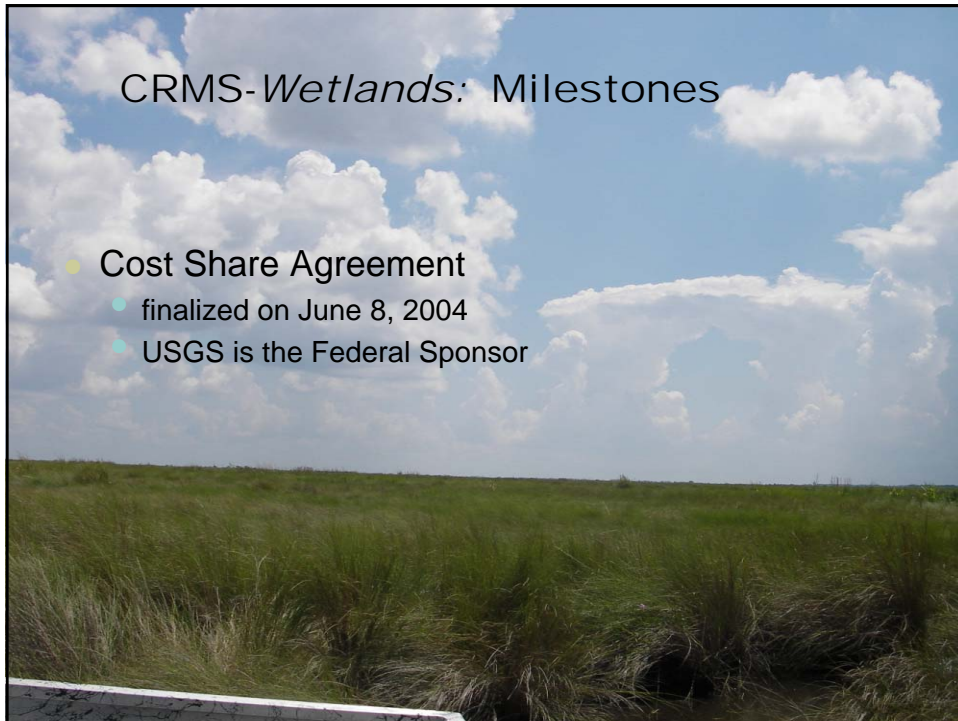 CRMS-Wetlands: Milestones
Cost Share Agreement
finalized on June 8, 2004
USGS is the Federal Sponsor